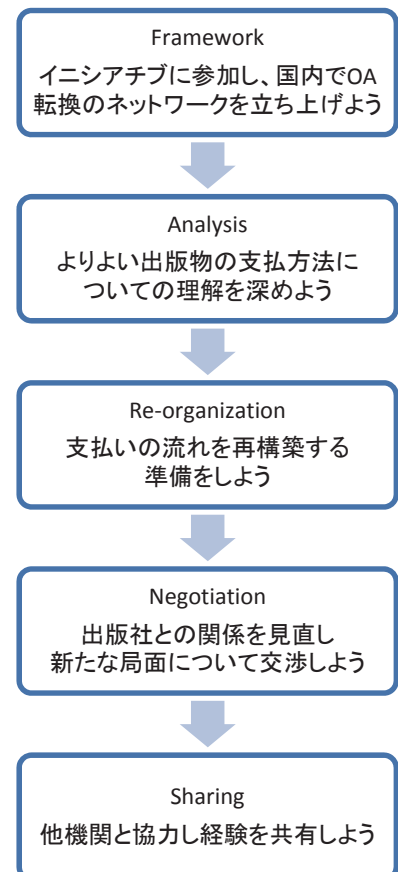 Framework
イニシアチブに参加し、国内でOA
転換のネットワークを立ち上げよう
Analysis
よりよい出版物の支払方法に
ついての理解を深めよう
Re-organization
支払いの流れを再構築する
準備をしよう
Negotiation
出版社との関係を見直し
新たな局面について交渉しよう
Sharing
他機関と協力し経験を共有しよう